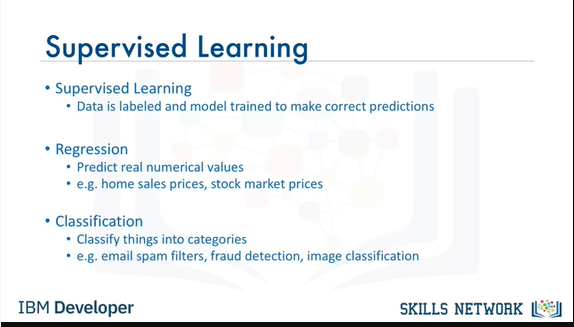 Supervised Learning
• Supervised Learning
• Data is labeled and model trained to make correct predictions
• Regression
• Predict real numerical values
• e.g. home sales prices, stock market prices
• Classification
• Classify things into categories
• e.g. email spam filters, fraud detection, image classification
IBM Developer
SKILLS NETWORK